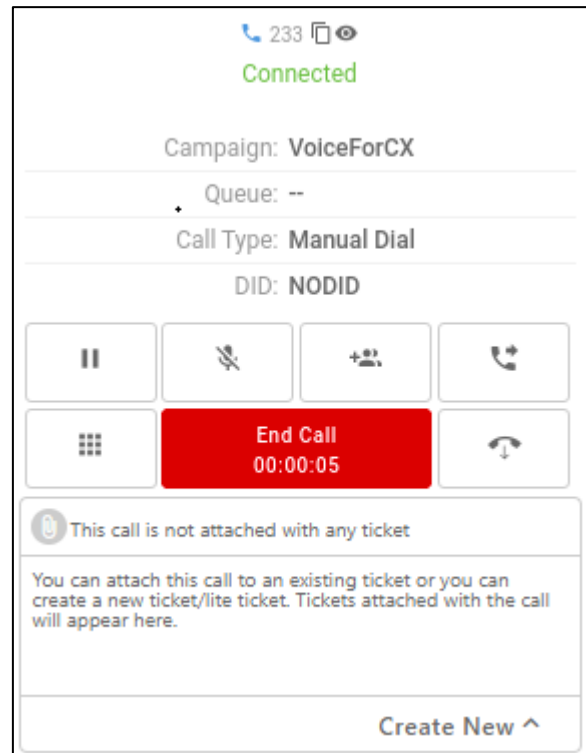 233
Connected
Campaign: VoiceForCX
Queue: --
Call Type: Manual Dial
DID: NODID
End Call
00:00:05
This call is not attached with any ticket
You can attach this call to an existing ticket or you can
create a new ticket/lite ticket. Tickets attached with the call
will appear here.
Create New